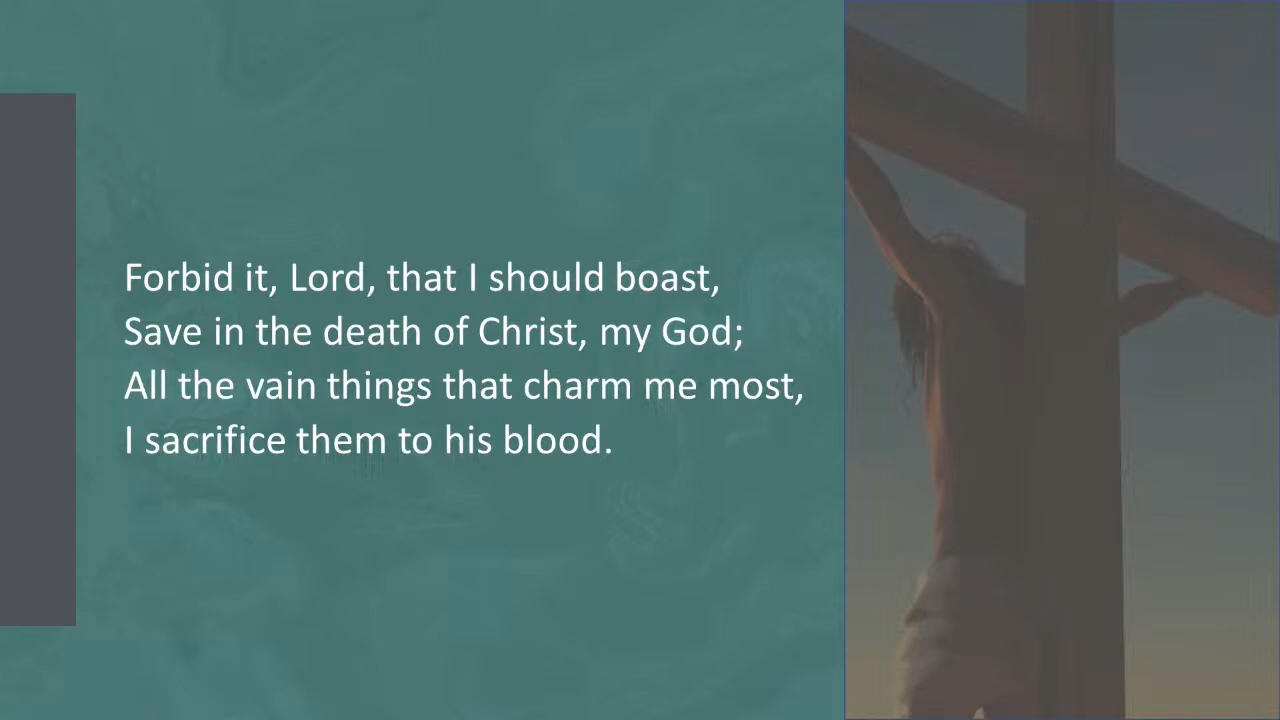 Forbid it, Lord, that I should boast,
Save in the death of Christ, my God;
All the vain things that charm me most,
I sacrifice them to his blood.